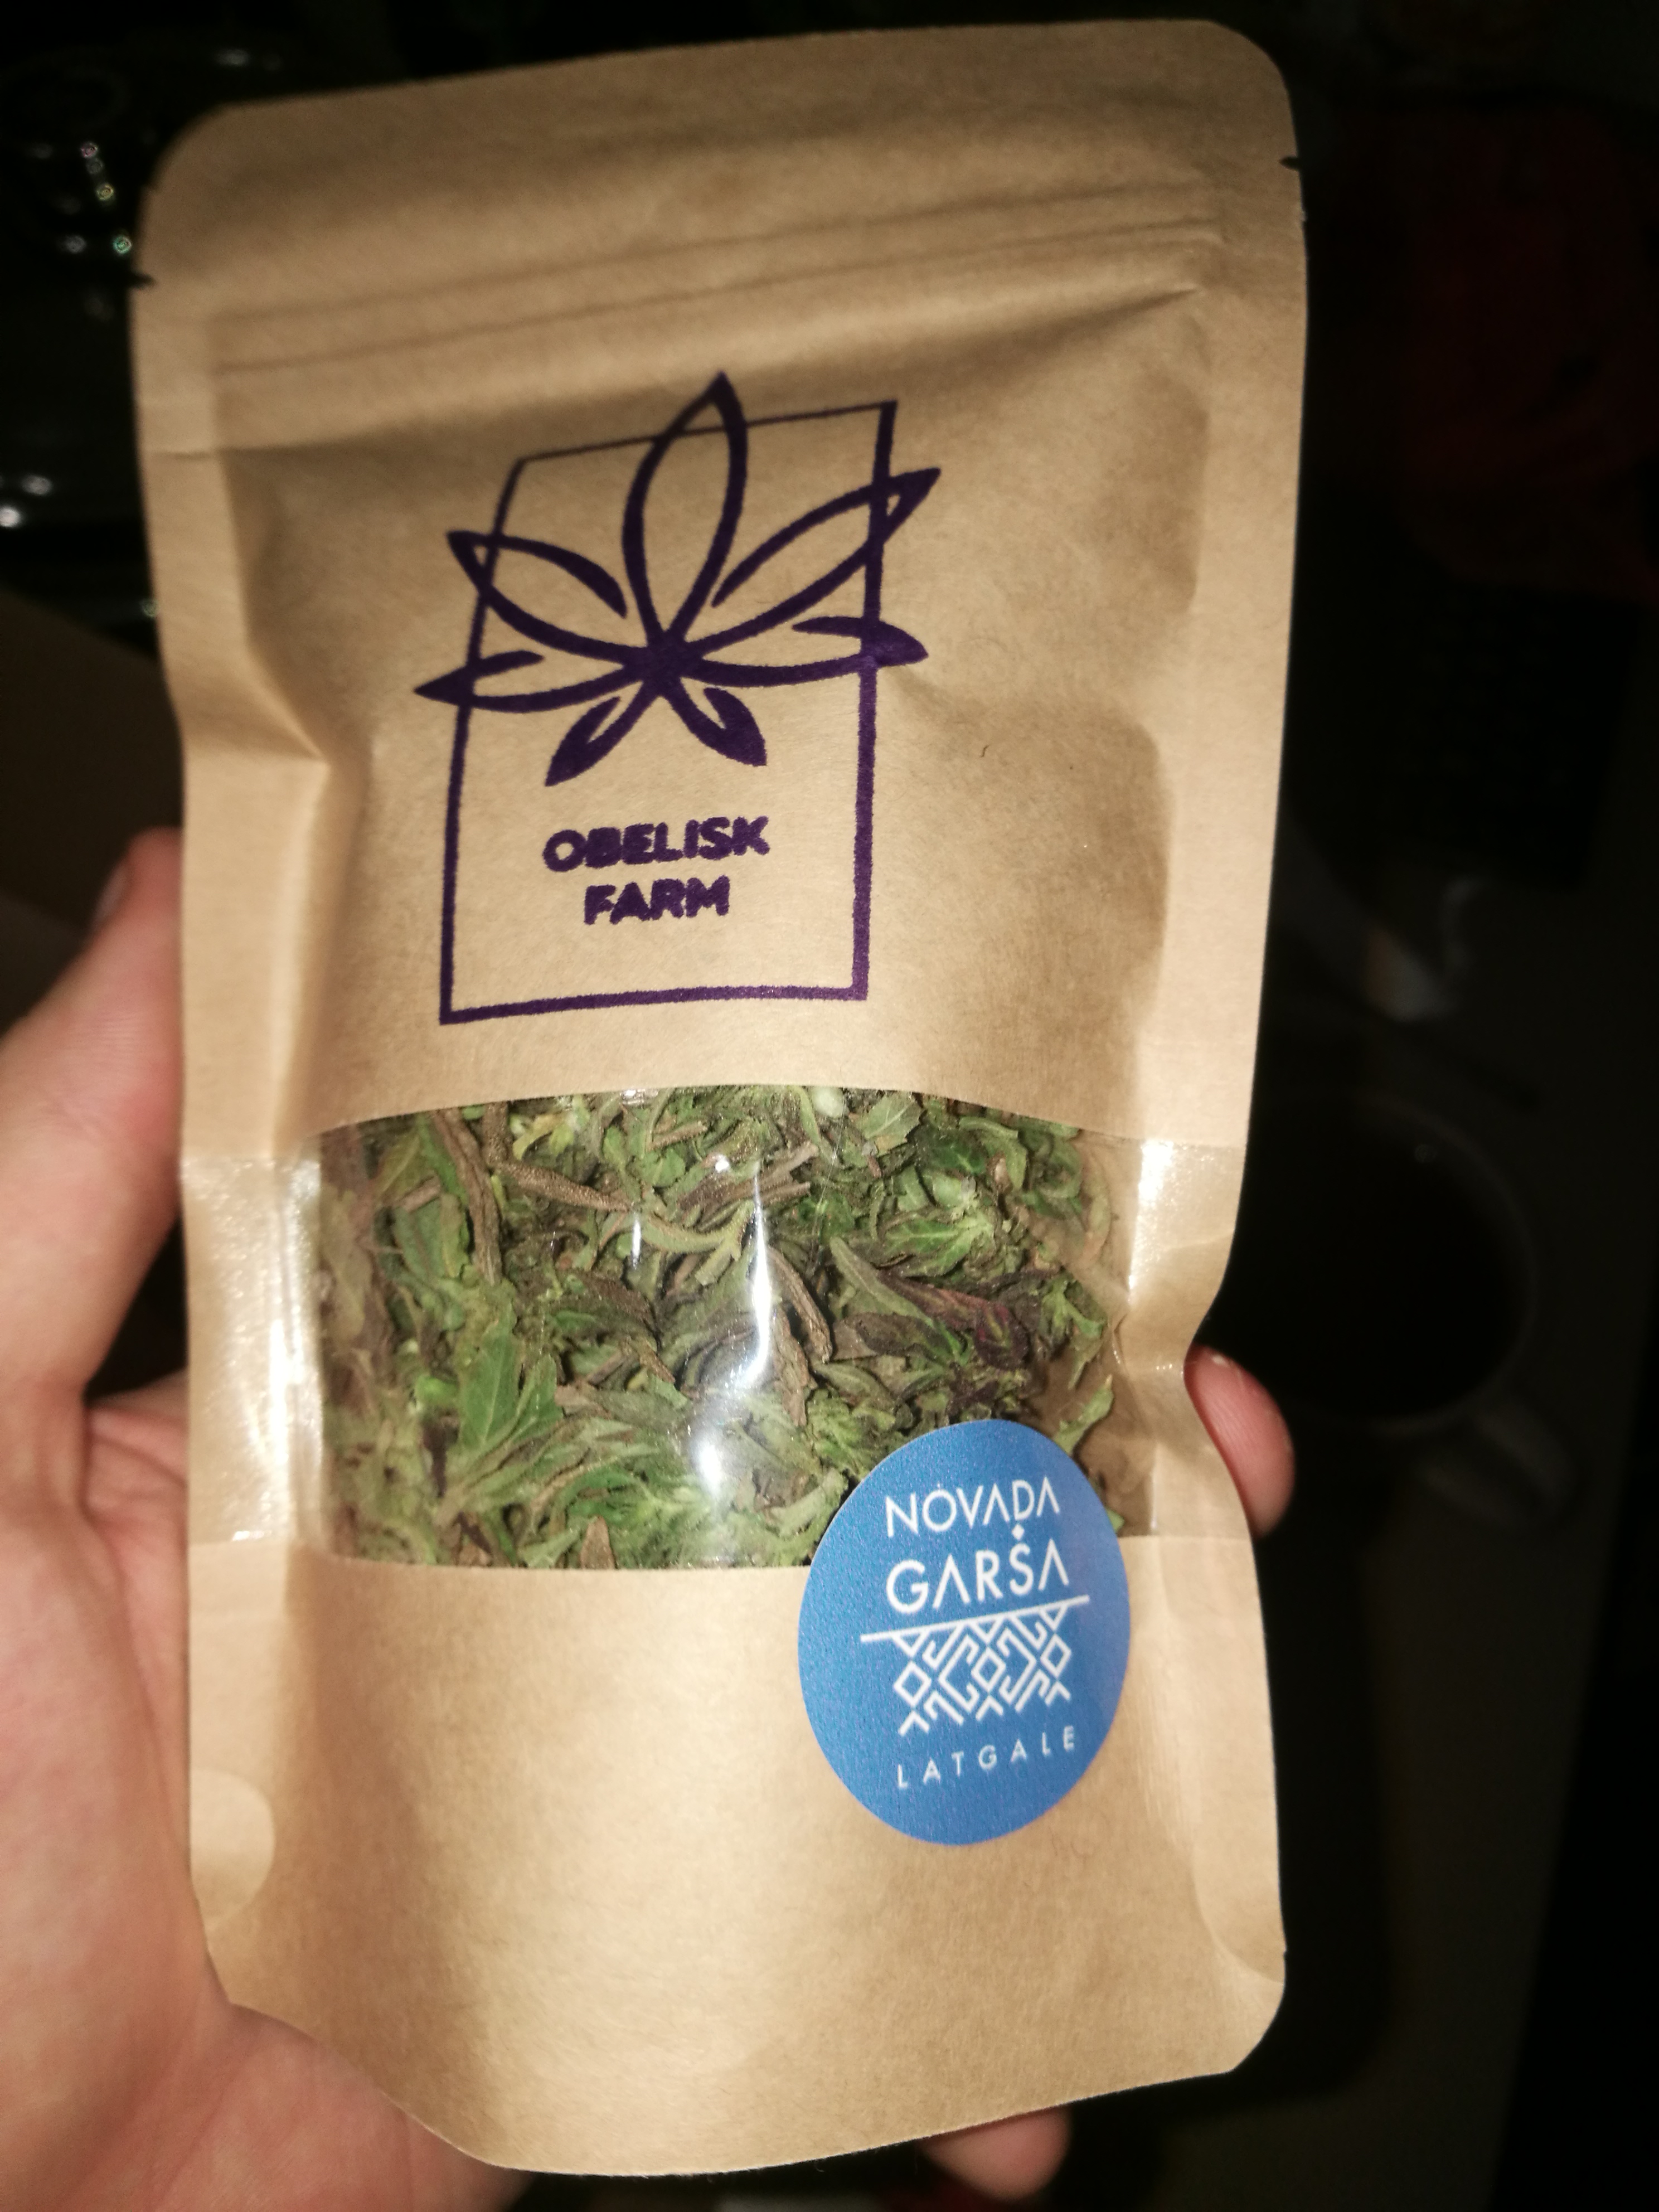 OBELISK
FARM
NOVADA
GARŠA
LATGALE